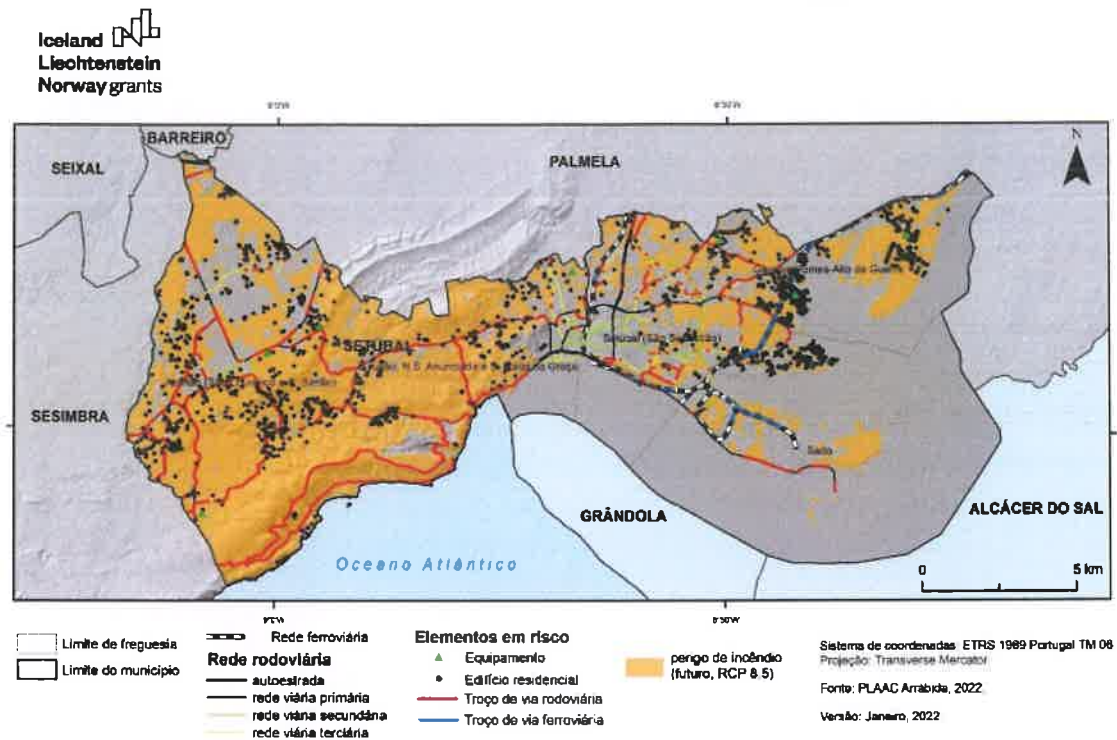 Iceland
Liechtenstein
Norway grants
BARREIRO
SEIXAL
PALMELA
N
SETUBAL
Setúbal (São Sebastião)
SESIMBRA
Sado
GRÂNDOLA
ALCÁCER DO SAL
Oceano Atlântico
0 5 km
Limite de freguesia
Limite do município
Rede ferroviária
Rede rodoviária
autoestrada
rede viária primária
rede viária secundária
rede viária terciária
Elementos em risco
Equipamento
Edifício residencial
Troço de via rodoviária
Troço de via ferroviária
perigo de incêndio
(futuro, RCP 8.5)
Sistema de coordenadas: ETRS 1989 Portugal TM 06
Projeção: Transverse Mercator
Fonte: PLAAC Arrábida, 2022
Versão: Janeiro, 2022